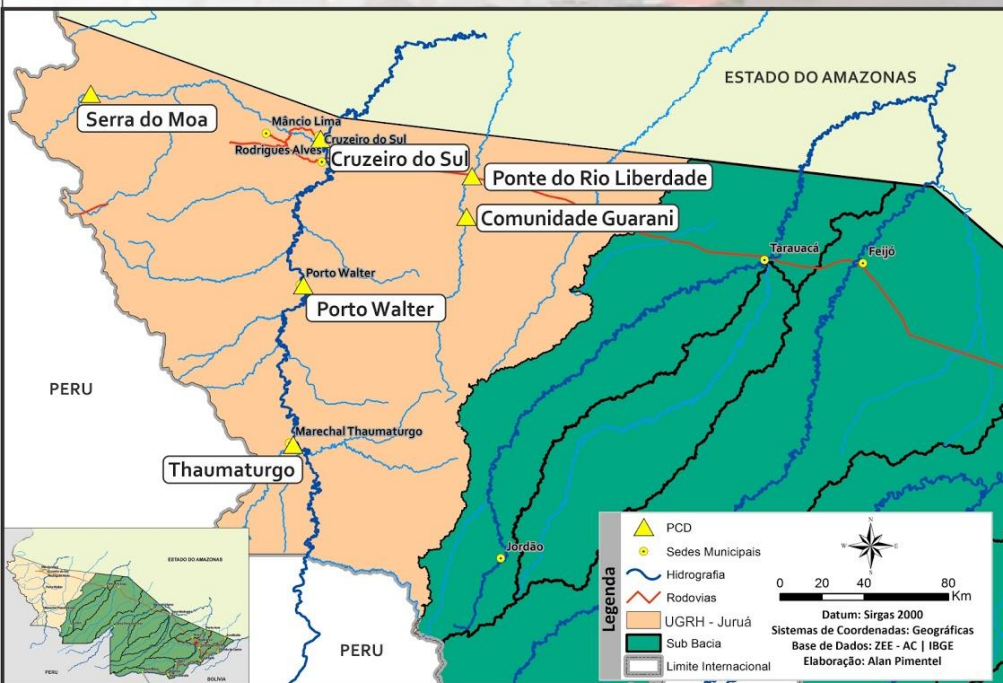 ESTADO DO AMAZONAS
Serra do Moa
Mâncio Lima
Cruzeiro do Sul
Rodrigues Alves
Cruzeiro do Sul
Ponte do Rio Liberdade
Comunidade Guarani
Tarauacá
Feijó
Porto Walter
Porto Walter
PERU
Marechal Thaumaturgo
Thaumaturgo
Jordão
PERU
Legenda
PCD
Sedes Municipais
Hidrografia
Rodovias
UGRH - Juruá
Sub Bacia
Limite Internacional
N
W
E
S
0 20 40 80
Km
Datum: Sirgas 2000
Sistemas de Coordenadas: Geográficas
Base de Dados: ZEE - AC | IBGE
Elaboração: Alan Pimentel
ESTADO DO AMAZONAS
PERU
BOLÍVIA